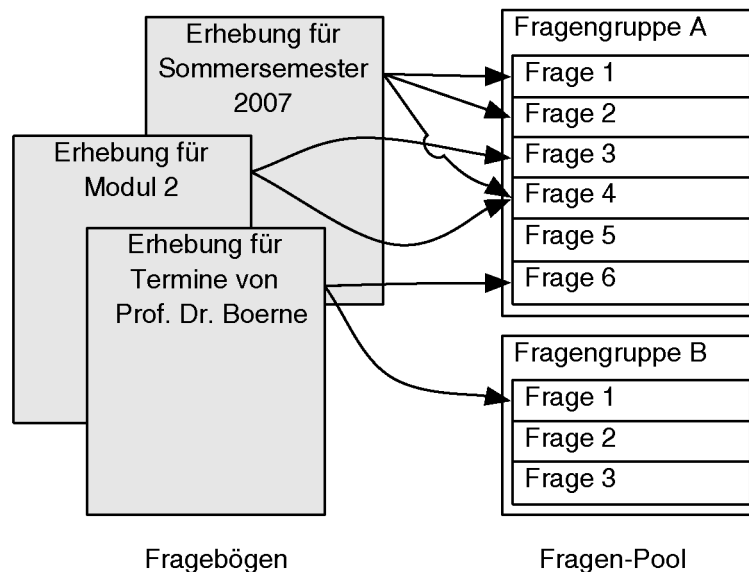 Erhebung für
Sommersemester
2007
Erhebung für
Modul 2
Erhebung für
Termine von
Prof. Dr. Boerne
Fragebögen
Fragengruppe A
Frage 1
Frage 2
Frage 3
Frage 4
Frage 5
Frage 6
Fragengruppe B
Frage 1
Frage 2
Frage 3
Fragen-Pool